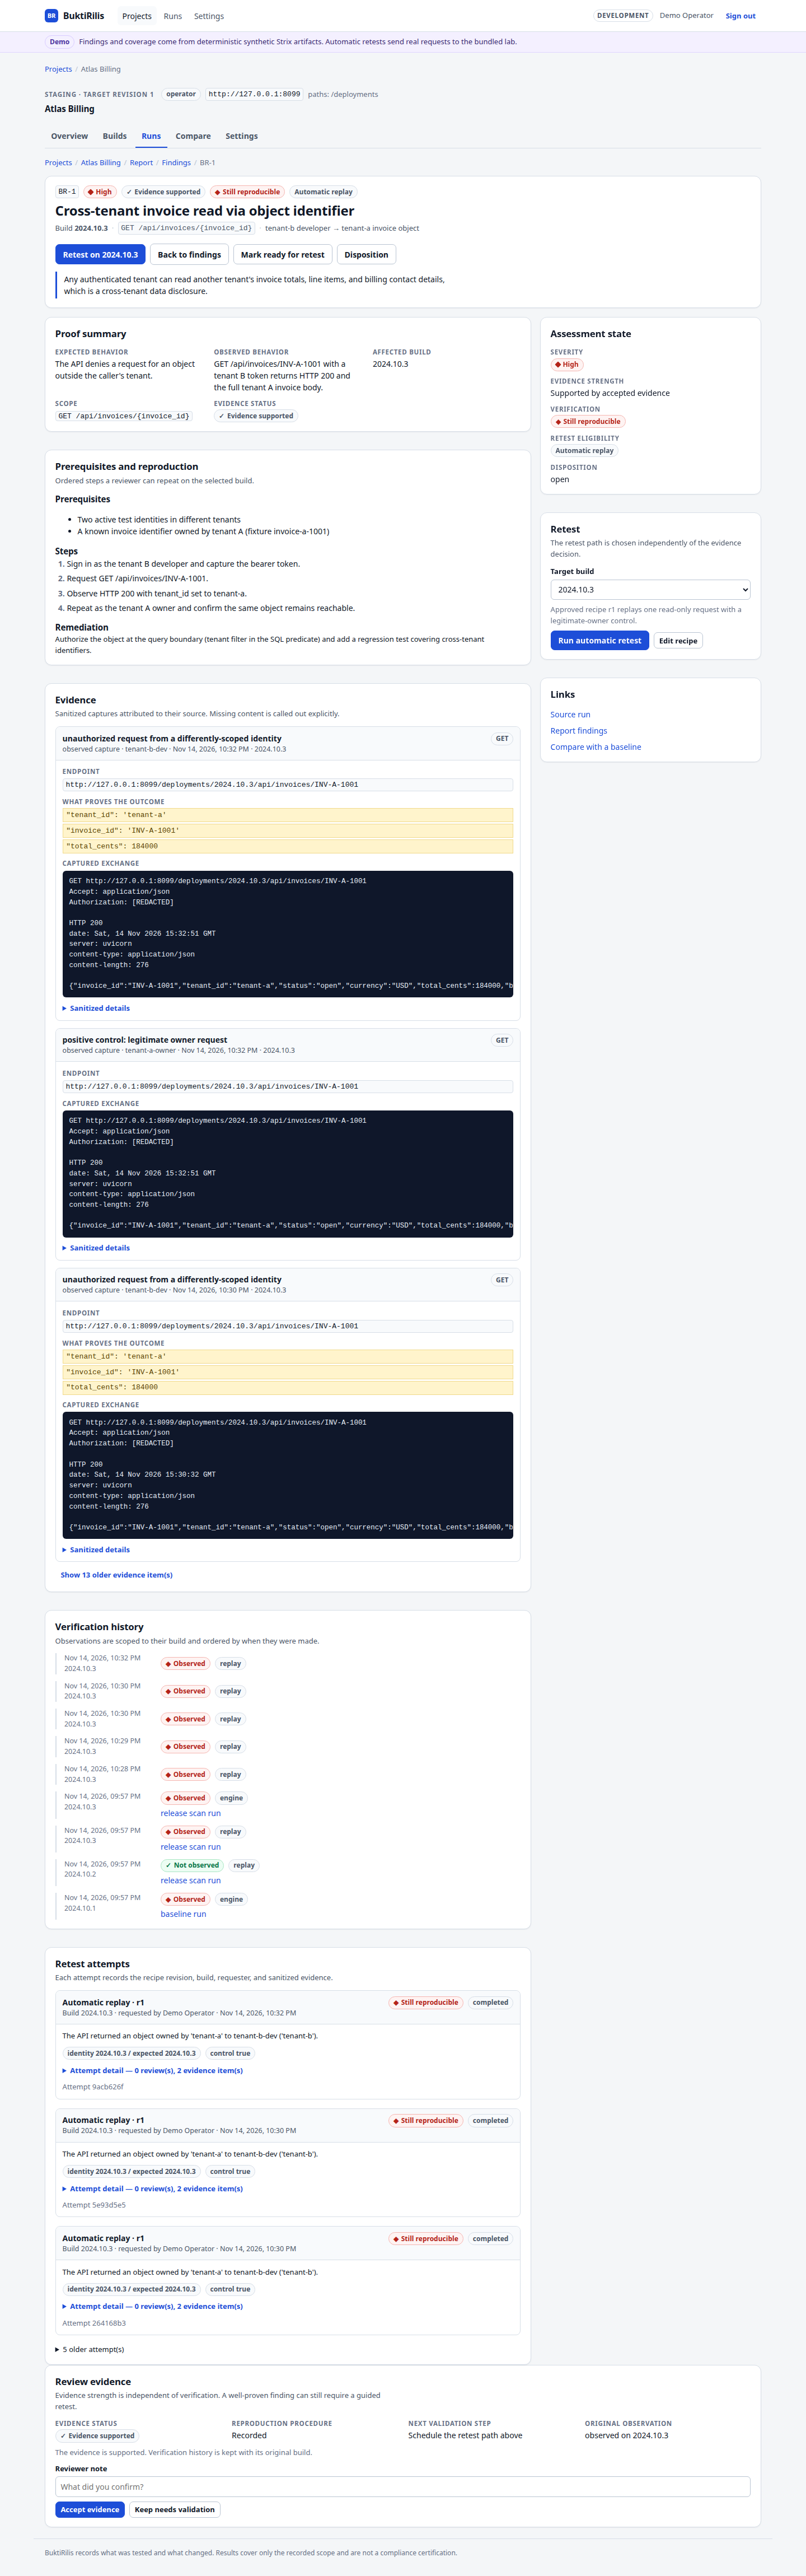 BR BuktiRilis Projects Runs Settings DEVELOPMENT Demo Operator Sign out
Demo Findings and coverage come from deterministic synthetic Strix artifacts. Automatic retests send real requests to the bundled lab.
Projects / Atlas Billing
STAGING · TARGET REVISION 1 operator http://127.0.0.1:8099 paths: /deployments
Atlas Billing
Overview Builds Runs Compare Settings
Projects / Atlas Billing / Report / Findings / BR-1
BR-1 ◆ High ✓ Evidence supported ◆ Still reproducible Automatic replay
Cross-tenant invoice read via object identifier
Build 2024.10.3 · GET /api/invoices/{invoice_id} · tenant-b developer → tenant-a invoice object
Retest on 2024.10.3 Back to findings Mark ready for retest Disposition
Any authenticated tenant can read another tenant's invoice totals, line items, and billing contact details,
which is a cross-tenant data disclosure.
Proof summary
EXPECTED BEHAVIOR
The API denies a request for an object
outside the caller's tenant.
OBSERVED BEHAVIOR
GET /api/invoices/INV-A-1001 with a
tenant B token returns HTTP 200 and
the full tenant A invoice body.
AFFECTED BUILD
2024.10.3
SCOPE
GET /api/invoices/{invoice_id}
EVIDENCE STATUS
✓ Evidence supported
Assessment state
SEVERITY
◆ High
EVIDENCE STRENGTH
Supported by accepted evidence
VERIFICATION
◆ Still reproducible
RETEST ELIGIBILITY
Automatic replay
DISPOSITION
open
Prerequisites and reproduction
Ordered steps a reviewer can repeat on the selected build.
Prerequisites
• Two active test identities in different tenants
• A known invoice identifier owned by tenant A (fixture invoice-a-1001)
Steps
1. Sign in as the tenant B developer and capture the bearer token.
2. Request GET /api/invoices/INV-A-1001.
3. Observe HTTP 200 with tenant_id set to tenant-a.
4. Repeat as the tenant A owner and confirm the same object remains reachable.
Remediation
Authorize the object at the query boundary (tenant filter in the SQL predicate) and add a regression test covering cross-tenant
identifiers.
Retest
The retest path is chosen independently of the evidence
decision.
Target build
2024.10.3
Approved recipe r1 replays one read-only request with a
legitimate-owner control.
Run automatic retest Edit recipe
Links
Source run
Report findings
Compare with a baseline
Evidence
Sanitized captures attributed to their source. Missing content is called out explicitly.
unauthorized request from a differently-scoped identity GET
observed capture · tenant-b-dev · Nov 14, 2026, 10:32 PM · 2024.10.3
ENDPOINT
http://127.0.0.1:8099/deployments/2024.10.3/api/invoices/INV-A-1001
WHAT PROVES THE OUTCOME
"tenant_id": 'tenant-a'
"invoice_id": 'INV-A-1001'
"total_cents": 184000
CAPTURED EXCHANGE
GET http://127.0.0.1:8099/deployments/2024.10.3/api/invoices/INV-A-1001
Accept: application/json
Authorization: [REDACTED]
HTTP 200
date: Sat, 14 Nov 2026 15:32:51 GMT
server: uvicorn
content-type: application/json
content-length: 276
{"invoice_id":"INV-A-1001","tenant_id":"tenant-a","status":"open","currency":"USD","total_cents":184000,"b
▶ Sanitized details
positive control: legitimate owner request GET
observed capture · tenant-a-owner · Nov 14, 2026, 10:32 PM · 2024.10.3
ENDPOINT
http://127.0.0.1:8099/deployments/2024.10.3/api/invoices/INV-A-1001
CAPTURED EXCHANGE
GET http://127.0.0.1:8099/deployments/2024.10.3/api/invoices/INV-A-1001
Accept: application/json
Authorization: [REDACTED]
HTTP 200
date: Sat, 14 Nov 2026 15:32:51 GMT
server: uvicorn
content-type: application/json
content-length: 276
{"invoice_id":"INV-A-1001","tenant_id":"tenant-a","status":"open","currency":"USD","total_cents":184000,"b
▶ Sanitized details
unauthorized request from a differently-scoped identity GET
observed capture · tenant-b-dev · Nov 14, 2026, 10:30 PM · 2024.10.3
ENDPOINT
http://127.0.0.1:8099/deployments/2024.10.3/api/invoices/INV-A-1001
WHAT PROVES THE OUTCOME
"tenant_id": 'tenant-a'
"invoice_id": 'INV-A-1001'
"total_cents": 184000
CAPTURED EXCHANGE
GET http://127.0.0.1:8099/deployments/2024.10.3/api/invoices/INV-A-1001
Accept: application/json
Authorization: [REDACTED]
HTTP 200
date: Sat, 14 Nov 2026 15:30:32 GMT
server: uvicorn
content-type: application/json
content-length: 276
{"invoice_id":"INV-A-1001","tenant_id":"tenant-a","status":"open","currency":"USD","total_cents":184000,"b
▶ Sanitized details
Show 13 older evidence item(s)
Verification history
Observations are scoped to their build and ordered by when they were made.
Nov 14, 2026, 10:32 PM ◆ Observed replay
2024.10.3
Nov 14, 2026, 10:30 PM ◆ Observed replay
2024.10.3
Nov 14, 2026, 10:30 PM ◆ Observed replay
2024.10.3
Nov 14, 2026, 10:29 PM ◆ Observed replay
2024.10.3
Nov 14, 2026, 10:28 PM ◆ Observed replay
2024.10.3
Nov 14, 2026, 09:57 PM ◆ Observed engine
2024.10.3
release scan run
Nov 14, 2026, 09:57 PM ◆ Observed replay
2024.10.3
release scan run
Nov 14, 2026, 09:57 PM ✓ Not observed replay
2024.10.2
release scan run
Nov 14, 2026, 09:57 PM ◆ Observed engine
2024.10.1
baseline run
Retest attempts
Each attempt records the recipe revision, build, requester, and sanitized evidence.
Automatic replay · r1 ◆ Still reproducible completed
Build 2024.10.3 · requested by Demo Operator · Nov 14, 2026, 10:32 PM
The API returned an object owned by 'tenant-a' to tenant-b-dev ('tenant-b').
identity 2024.10.3 / expected 2024.10.3 control true
▶ Attempt detail — 0 review(s), 2 evidence item(s)
Attempt 9acb626f
Automatic replay · r1 ◆ Still reproducible completed
Build 2024.10.3 · requested by Demo Operator · Nov 14, 2026, 10:30 PM
The API returned an object owned by 'tenant-a' to tenant-b-dev ('tenant-b').
identity 2024.10.3 / expected 2024.10.3 control true
▶ Attempt detail — 0 review(s), 2 evidence item(s)
Attempt 5e93d5e5
Automatic replay · r1 ◆ Still reproducible completed
Build 2024.10.3 · requested by Demo Operator · Nov 14, 2026, 10:30 PM
The API returned an object owned by 'tenant-a' to tenant-b-dev ('tenant-b').
identity 2024.10.3 / expected 2024.10.3 control true
▶ Attempt detail — 0 review(s), 2 evidence item(s)
Attempt 264168b3
▶ 5 older attempt(s)
Review evidence
Evidence strength is independent of verification. A well-proven finding can still require a guided
retest.
EVIDENCE STATUS
✓ Evidence supported
REPRODUCTION PROCEDURE
Recorded
NEXT VALIDATION STEP
Schedule the retest path above
ORIGINAL OBSERVATION
observed on 2024.10.3
The evidence is supported. Verification history is kept with its original build.
Reviewer note
What did you confirm?
Accept evidence Keep needs validation
BuktiRilis records what was tested and what changed. Results cover only the recorded scope and are not a compliance certification.